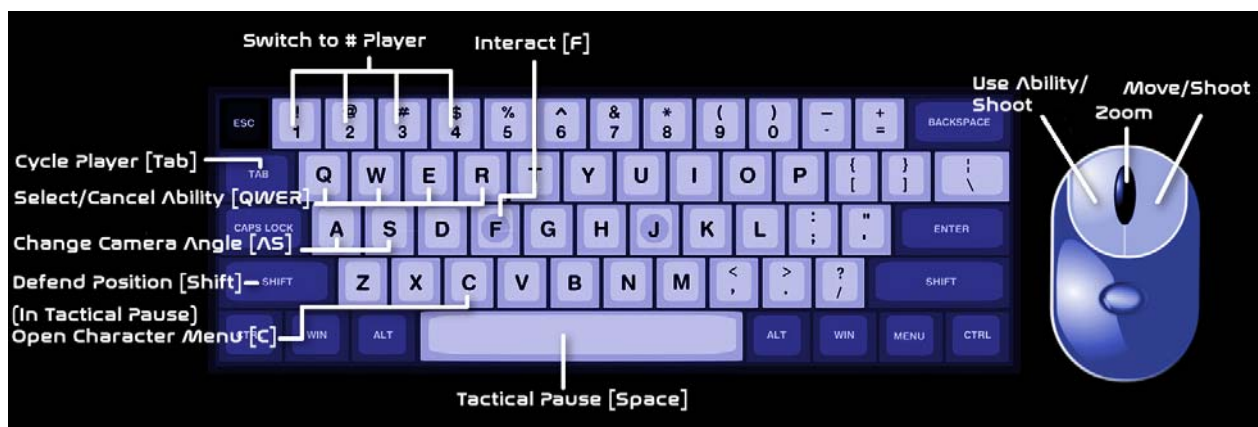 Switch to # Player
Interact [F]
Use Ability/
Shoot
Move/Shoot
Zoom
ESC ! 1 @ 2 # 3 $ 4 % 5 ^ 6 & 7 * 8 ( 9 ) 0 — - + = BACKSPACE
Cycle Player [Tab]
TAB Q W E R T Y U I O P { [ } ] ¦ \
Select/Cancel Ability [QWER]
CAPS LOCK A S D F G H J K L : ; " ' ENTER
Change Camera Angle [AS]
Defend Position [Shift]
SHIFT Z X C V B N M < , > . ? / SHIFT
(In Tactical Pause)
Open Character Menu [C]
CTRL WIN ALT ALT WIN MENU CTRL
Tactical Pause [Space]